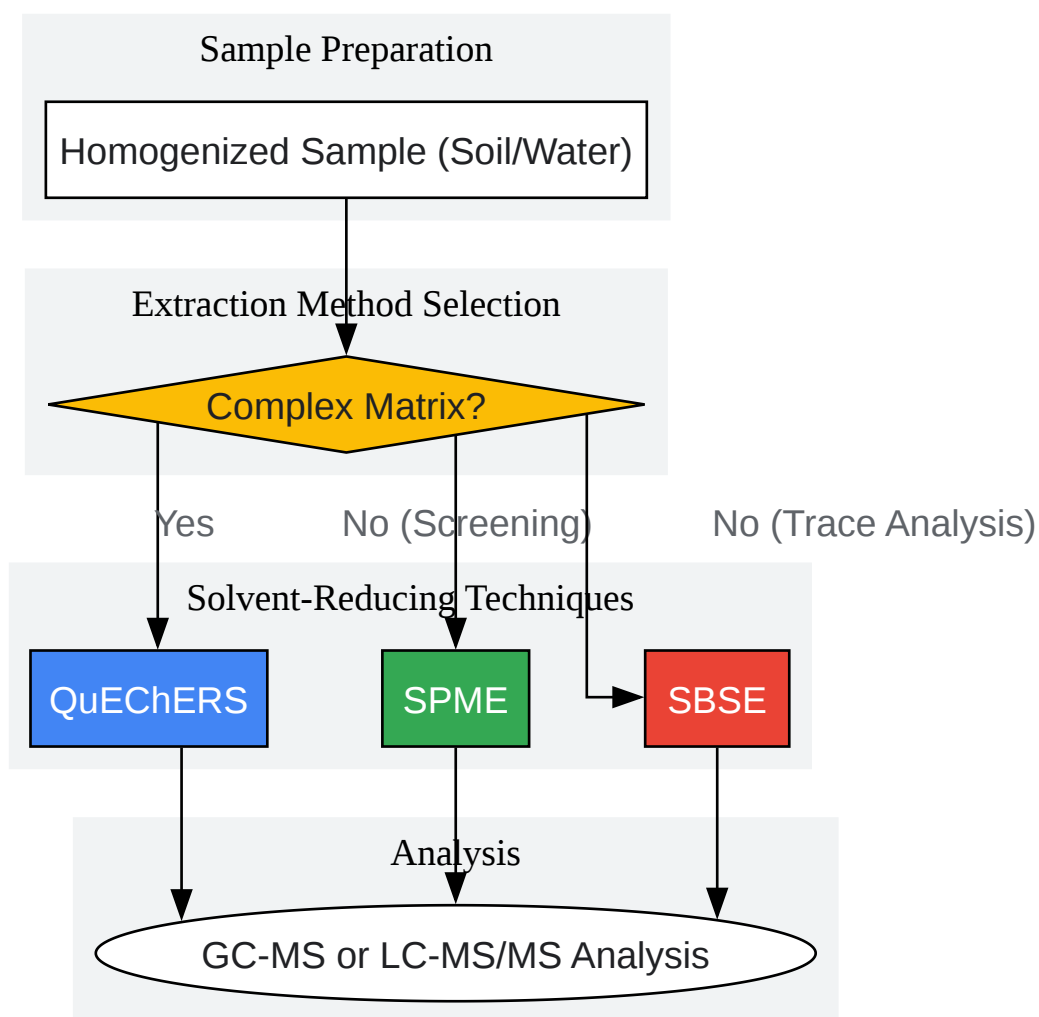 Sample Preparation
Homogenized Sample (Soil/Water)
Extraction Method Selection
Complex Matrix?
Yes
No (Screening)
No (Trace Analysis)
Solvent-Reducing Techniques
QuEChERS
SPME
SBSE
Analysis
GC-MS or LC-MS/MS Analysis